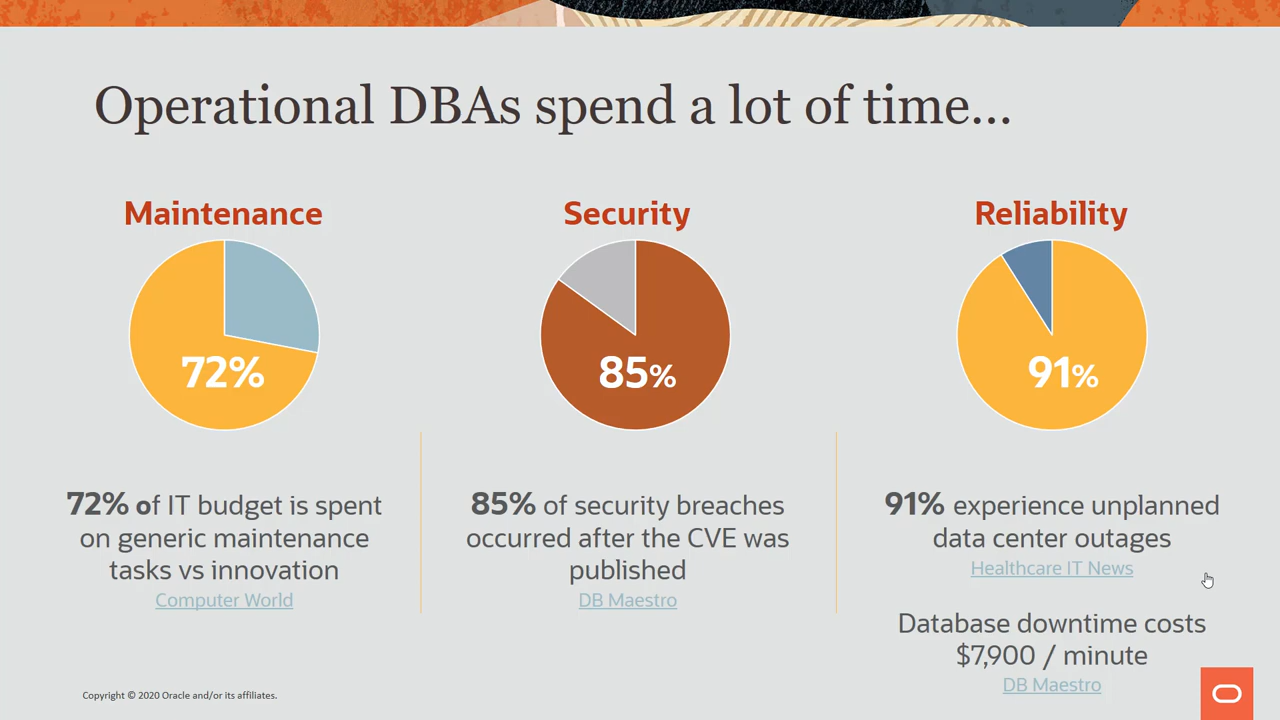 Operational DBAs spend a lot of time...
Maintenance
72%
72% of IT budget is spent
on generic maintenance
tasks vs innovation
Computer World
Security
85%
85% of security breaches
occurred after the CVE was
published
DB Maestro
Reliability
91%
91% experience unplanned
data center outages
Healthcare IT News
Database downtime costs
$7,900 / minute
DB Maestro
Copyright © 2020 Oracle and/or its affiliates.